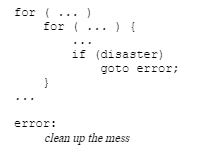 for ( ... )
    for ( ... ) {
        ...
        if (disaster)
            goto error;
    }
...
error:
    clean up the mess